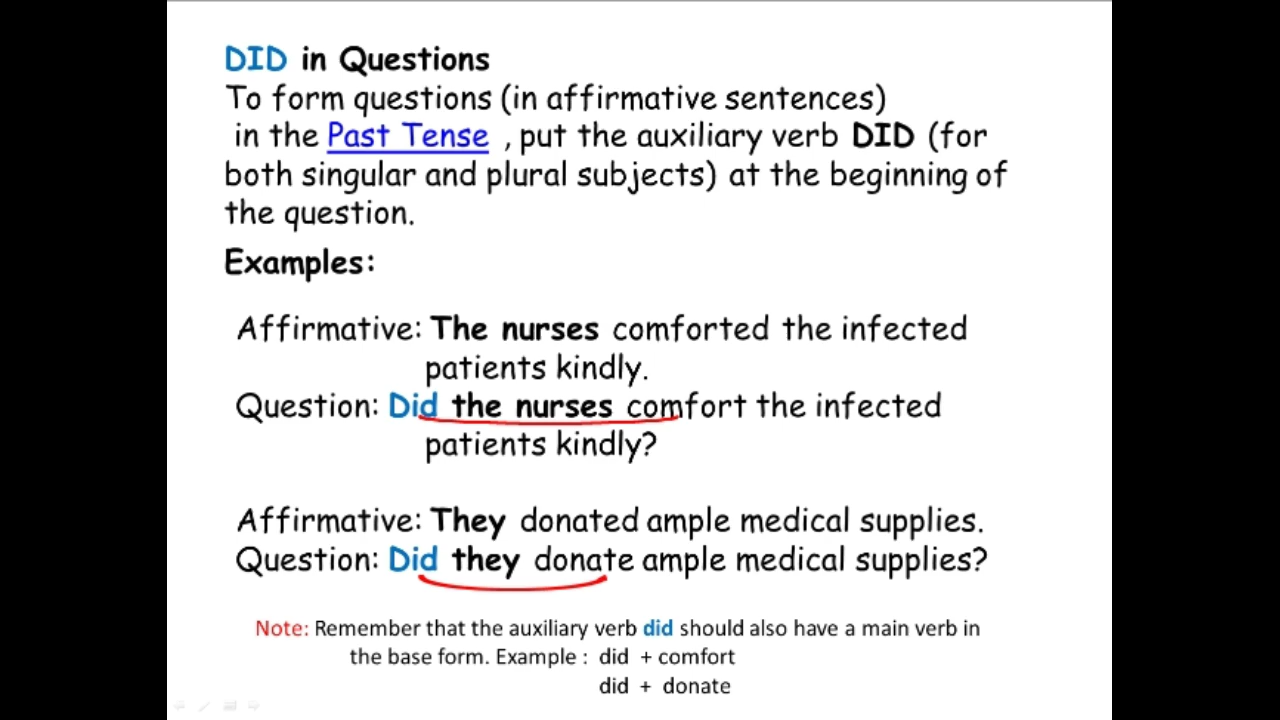 DID in Questions
To form questions (in affirmative sentences)
in the Past Tense , put the auxiliary verb DID (for
both singular and plural subjects) at the beginning of
the question.
Examples:
Affirmative: The nurses comforted the infected
patients kindly.
Question: Did the nurses comfort the infected
patients kindly?
Affirmative: They donated ample medical supplies.
Question: Did they donate ample medical supplies?
Note: Remember that the auxiliary verb did should also have a main verb in
the base form. Example : did + comfort
did + donate